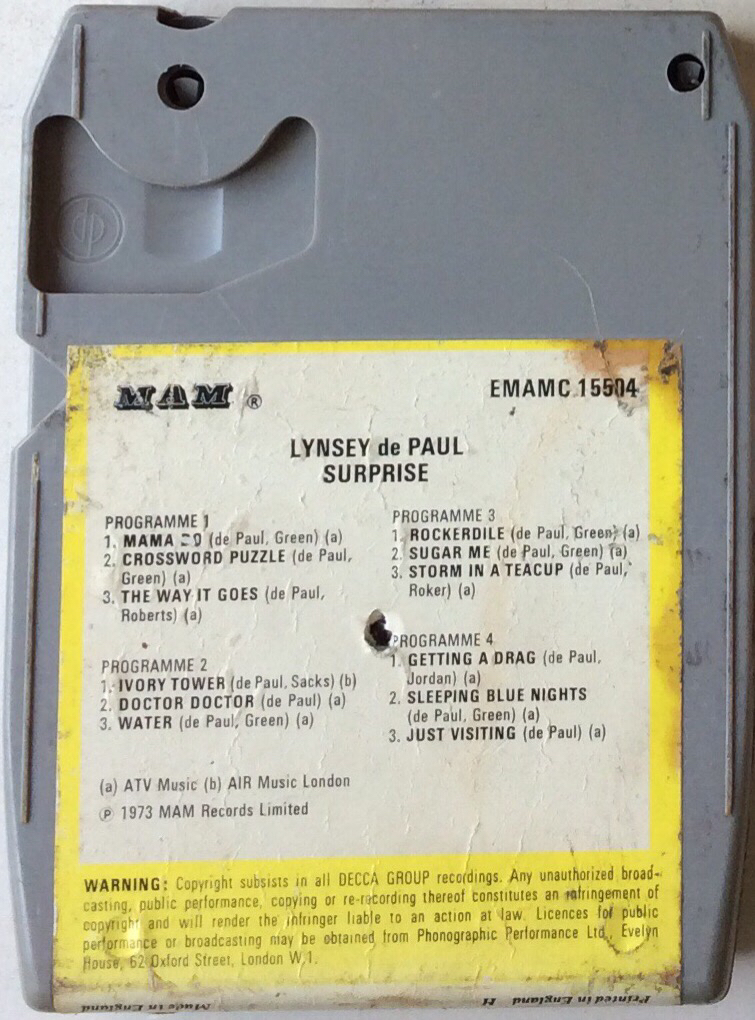 MAM ®
EMAMC 15504
LYNSEY de PAUL
SURPRISE
PROGRAMME 1
1. MAMA DO (de Paul, Green) (a)
2. CROSSWORD PUZZLE (de Paul,
Green) (a)
3. THE WAY IT GOES (de Paul,
Roberts) (a)
PROGRAMME 2
1. IVORY TOWER (de Paul, Sacks) (b)
2. DOCTOR DOCTOR (de Paul) (a)
3. WATER (de Paul, Green) (a)
PROGRAMME 3
1. ROCKERDILE (de Paul, Green) (a)
2. SUGAR ME (de Paul, Green) (a)
3. STORM IN A TEACUP (de Paul,
Roker) (a)
PROGRAMME 4
1. GETTING A DRAG (de Paul,
Jordan) (a)
2. SLEEPING BLUE NIGHTS
(de Paul, Green) (a)
3. JUST VISITING (de Paul) (a)
(a) ATV Music (b) AIR Music London
℗ 1973 MAM Records Limited
WARNING: Copyright subsists in all DECCA GROUP recordings. Any unauthorized broad-
casting, public performance, copying or re-recording thereof constitutes an infringement of
copyright and will render the infringer liable to an action at law. Licences for public
performance or broadcasting may be obtained from Phonographic Performance Ltd., Evelyn
House, 62 Oxford Street, London W.1.
Made in England
Printed in England H